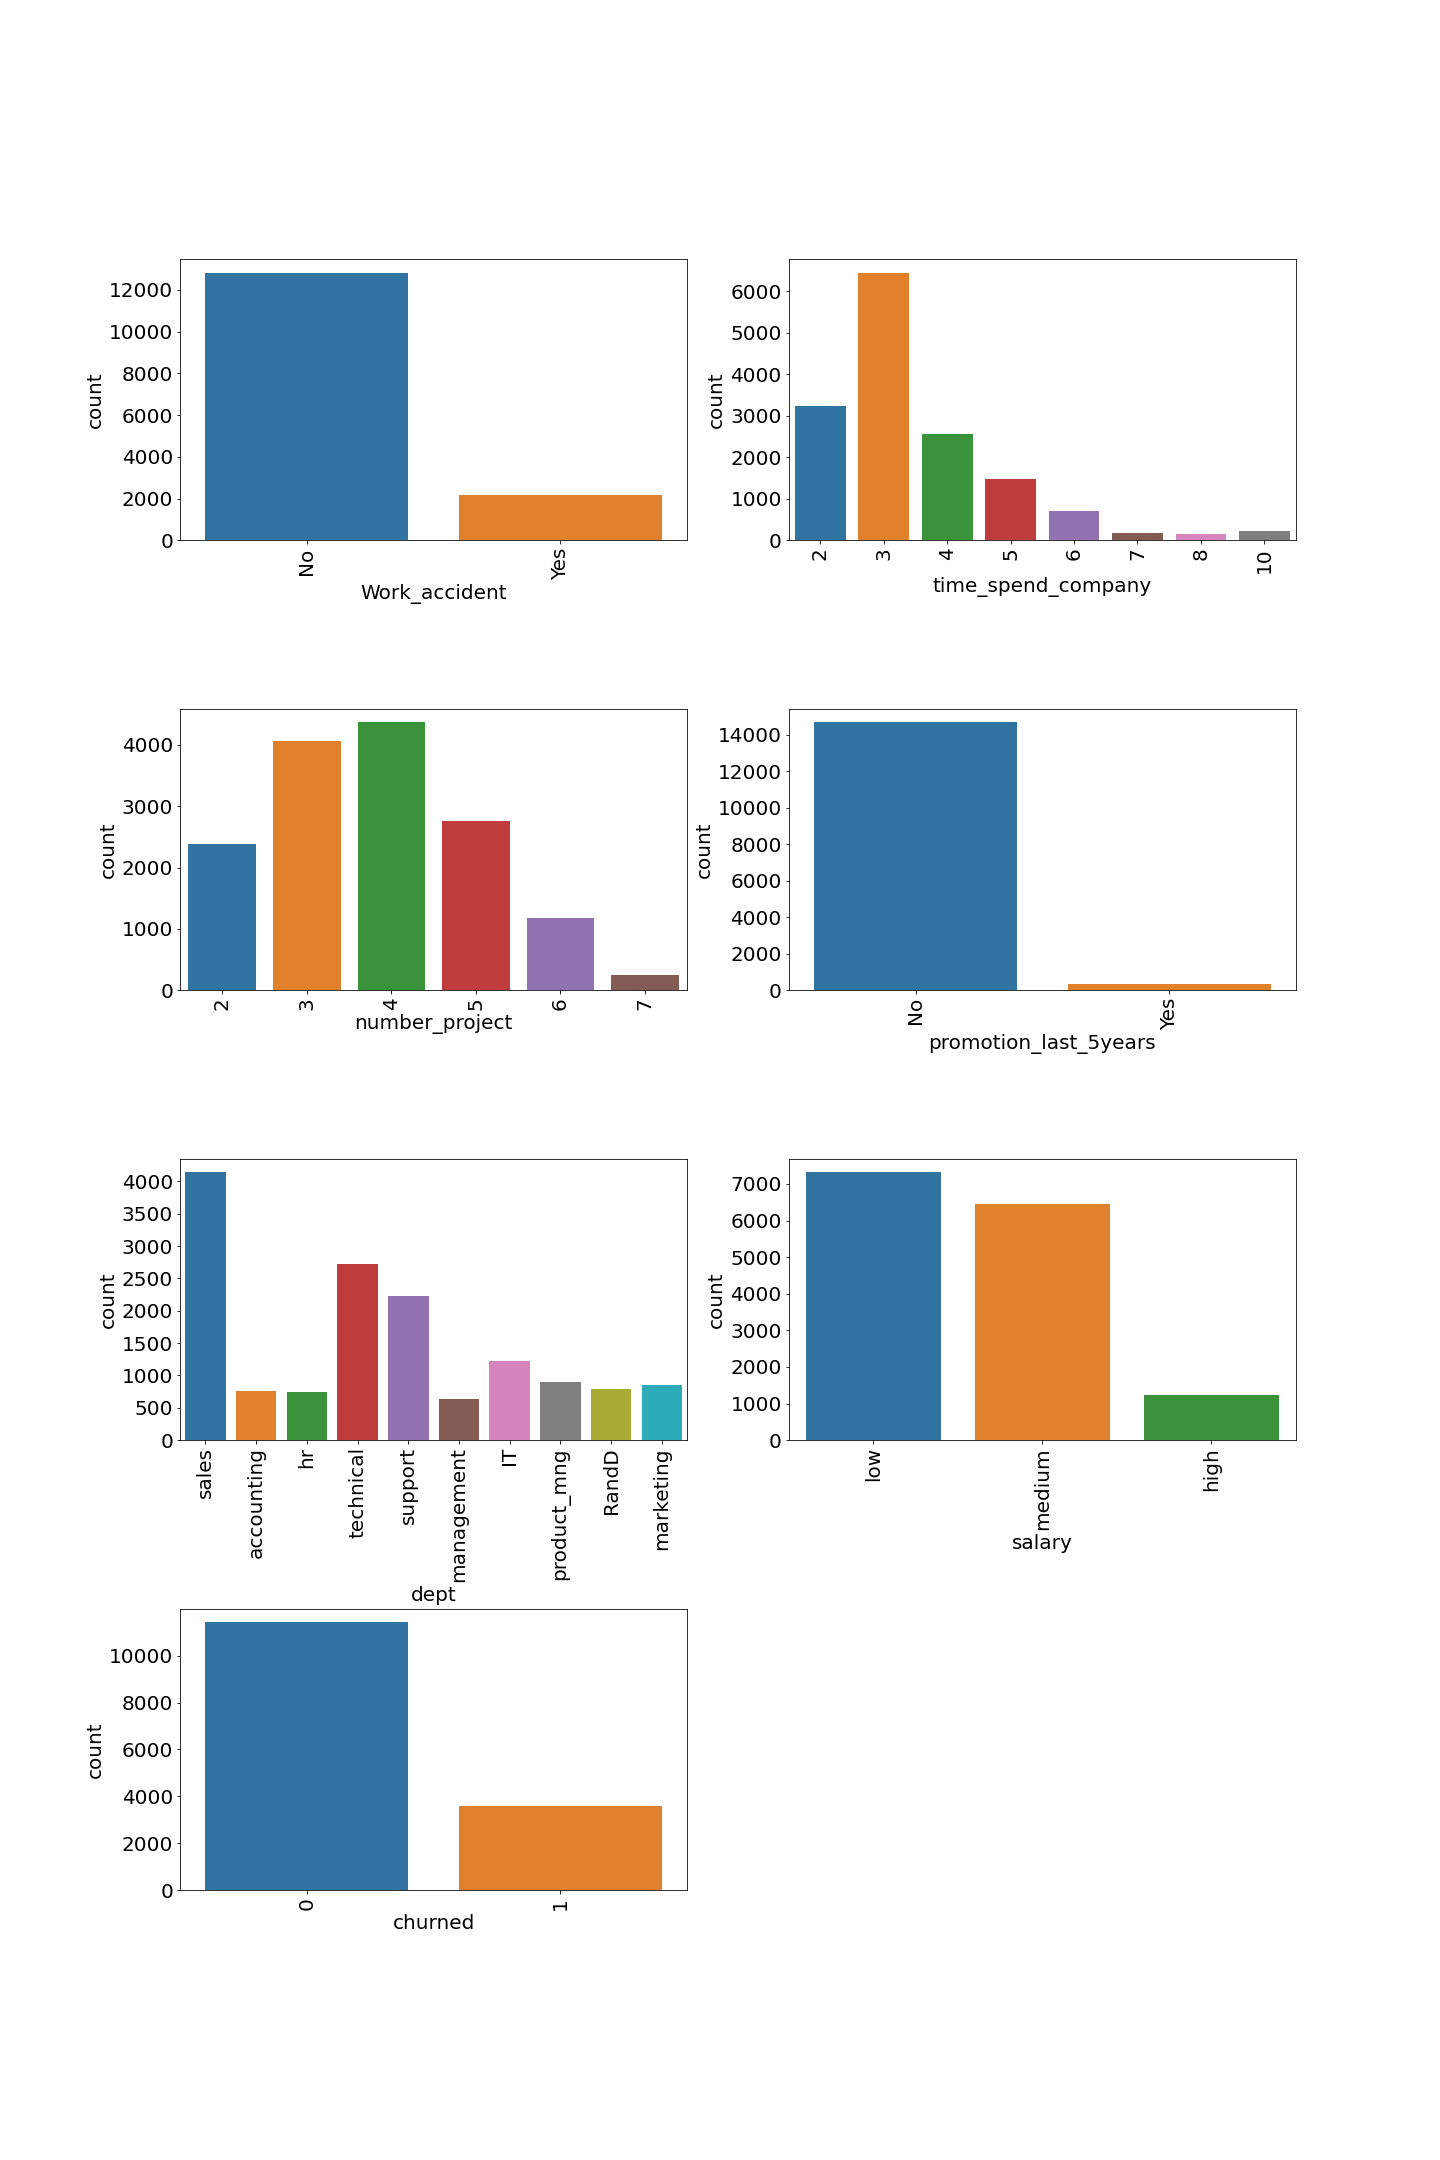 12000
10000
8000
6000
4000
2000
0
count
No
Yes
Work_accident
6000
5000
4000
3000
2000
1000
0
count
2
3
4
5
6
7
8
10
time_spend_company
4000
3000
2000
1000
0
count
2
3
4
5
6
7
number_project
14000
12000
10000
8000
6000
4000
2000
0
count
No
Yes
promotion_last_5years
4000
3500
3000
2500
2000
1500
1000
500
0
count
sales
accounting
hr
technical
support
management
IT
product_mng
RandD
marketing
dept
7000
6000
5000
4000
3000
2000
1000
0
count
low
medium
high
salary
10000
8000
6000
4000
2000
0
count
0
1
churned